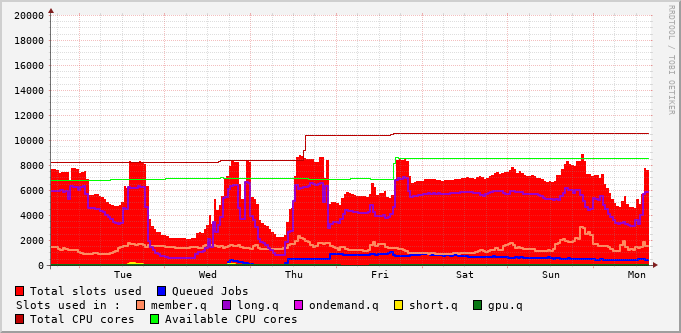 20000
18000
16000
14000
12000
10000
8000
6000
4000
2000
0
Tue Wed Thu Fri Sat Sun Mon
RRDTOOL / TOBI OETIKER
Total slots used Queued Jobs
Slots used in : member.q long.q ondemand.q short.q gpu.q
Total CPU cores Available CPU cores